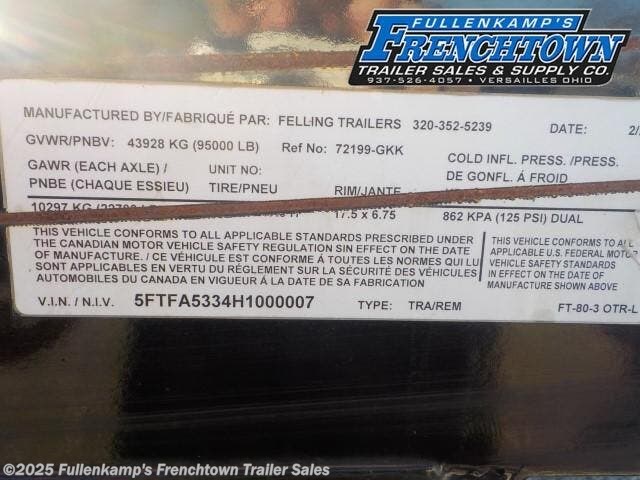 FULLENKAMP'S
FRENCHTOWN
TRAILER SALES & SUPPLY CO.
937-526-4057 • VERSAILLES OHIO
MANUFACTURED BY/FABRIQUÉ PAR: FELLING TRAILERS 320-352-5239 DATE: 2/
GVWR/PNBV: 43928 KG (95000 LB) Ref No: 72199-GKK
GAWR (EACH AXLE) / UNIT NO: COLD INFL. PRESS. /PRESS.
PNBE (CHAQUE ESSIEU) TIRE/PNEU RIM/JANTE DE GONFL. Á FROID
10297 KG 17.5 x 6.75 862 KPA (125 PSI) DUAL
THIS VEHICLE CONFORMS TO ALL APPLICABLE STANDARDS PRESCRIBED UNDER
THE CANADIAN MOTOR VEHICLE SAFETY REGULATION SIN EFFECT ON THE DATE
OF MANUFACTURE. / CE VÉHICULE EST CONFORME Á TOUTES LES NORMES QUI LUI
SONT APPLICABLES EN VERTU DU RÉGLEMENT SUR LA SÉCURITÉ DES VÉHICULES
AUTOMOBILES DU CANADA EN VIGUEUR Á LA DATE DE SA FABRICATION
THIS VEHICLE CONFORMS TO ALL
APPLICABLE U.S. FEDERAL MOTOR
VEHICLE SAFETY
STANDARDS IN EFFECT ON THE
MANUFACTURE SHOWN ABOVE
V.I.N. / N.I.V. 5FTFA5334H1000007 TYPE: TRA/REM FT-80-3 OTR-L
©2025 Fullenkamp's Frenchtown Trailer Sales